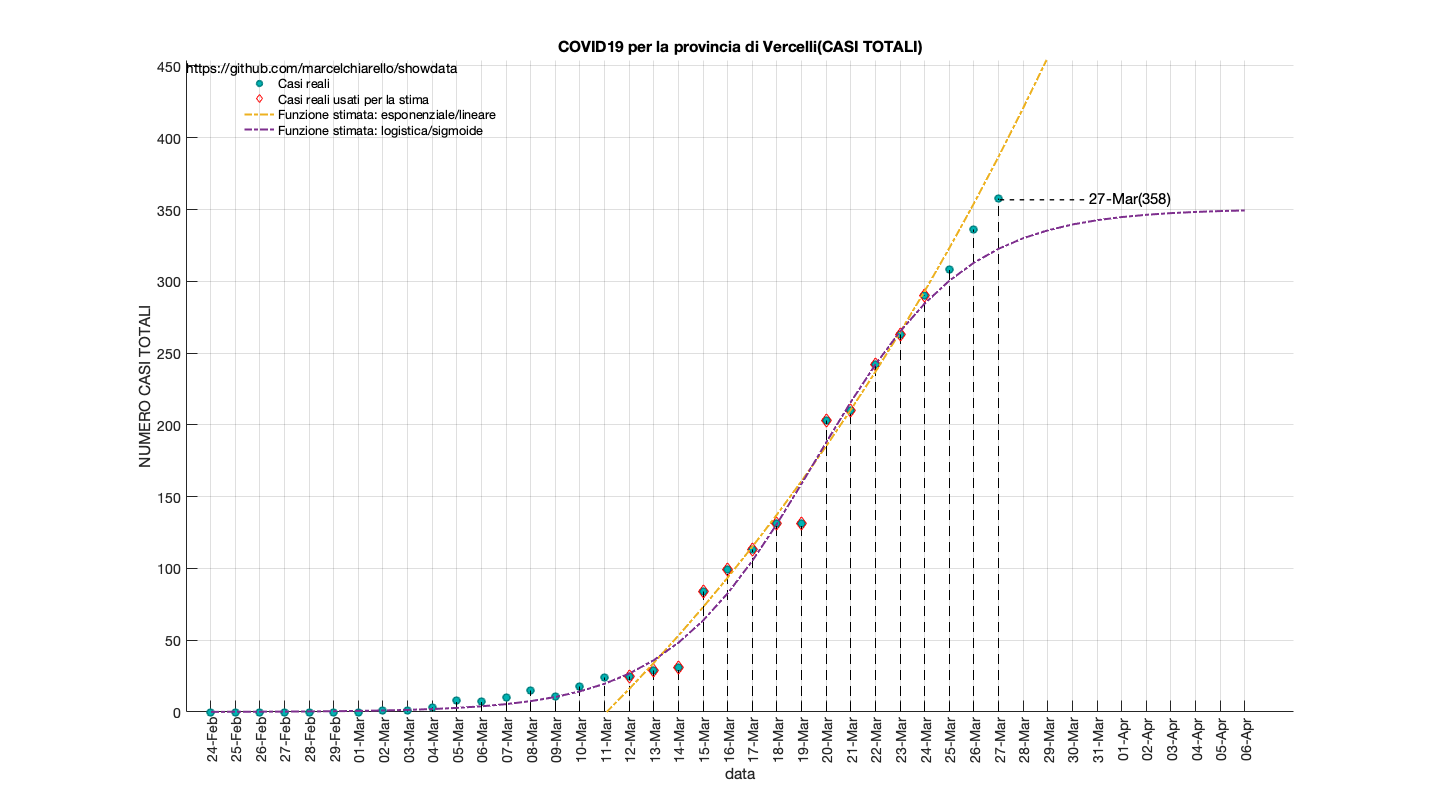 COVID19 per la provincia di Vercelli(CASI TOTALI)
https://github.com/marcelchiarello/showdata
Casi reali
Casi reali usati per la stima
Funzione stimata: esponenziale/lineare
Funzione stimata: logistica/sigmoide
450
400
350
300
250
200
150
100
50
0
NUMERO CASI TOTALI
27-Mar(358)
24-Feb
25-Feb
26-Feb
27-Feb
28-Feb
29-Feb
01-Mar
02-Mar
03-Mar
04-Mar
05-Mar
06-Mar
07-Mar
08-Mar
09-Mar
10-Mar
11-Mar
12-Mar
13-Mar
14-Mar
15-Mar
16-Mar
17-Mar
18-Mar
19-Mar
20-Mar
21-Mar
22-Mar
23-Mar
24-Mar
25-Mar
26-Mar
27-Mar
28-Mar
29-Mar
30-Mar
31-Mar
01-Apr
02-Apr
03-Apr
04-Apr
05-Apr
06-Apr
data